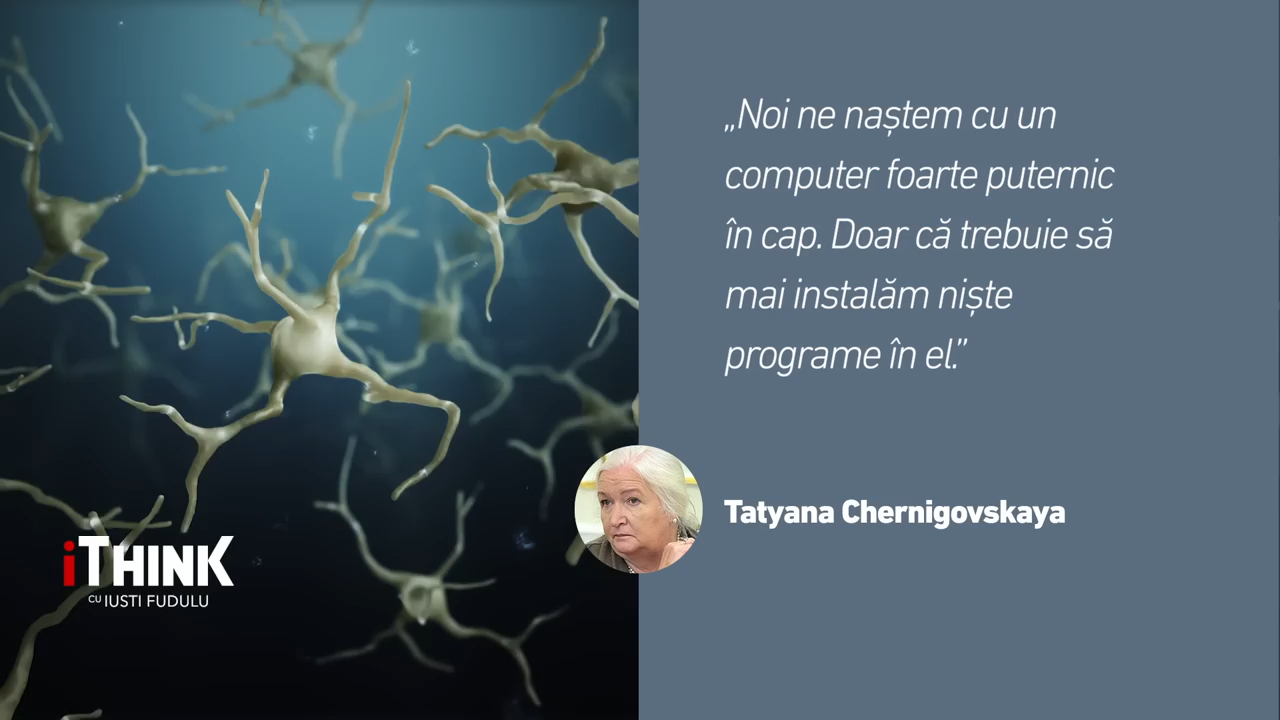 „Noi ne naștem cu un
computer foarte puternic
în cap. Doar că trebuie să
mai instalăm niște
programe în el.”
Tatyana Chernigovskaya
iTHINK
CU IUSTI FUDULU